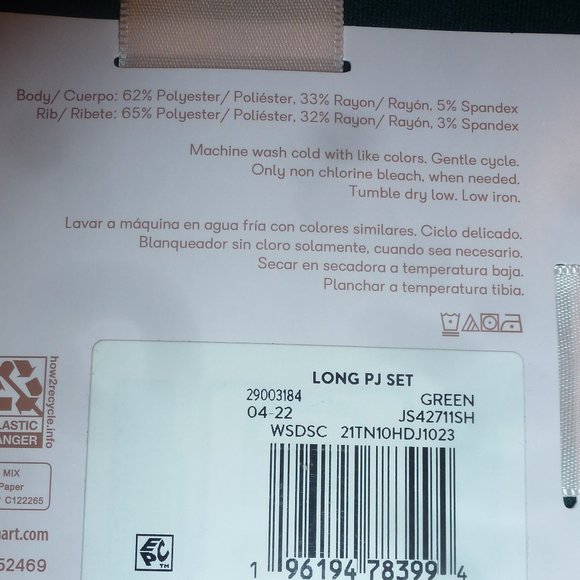 Body/ Cuerpo: 62% Polyester/ Poliéster, 33% Rayon/ Rayón, 5% Spandex
Rib/ Ribete: 65% Polyester/ Poliéster, 32% Rayon/ Rayón, 3% Spandex
Machine wash cold with like colors. Gentle cycle.
Only non chlorine bleach, when needed.
Tumble dry low. Low iron.
Lavar a máquina en agua fría con colores similares. Ciclo delicado.
Blanqueador sin cloro solamente, cuando sea necesario.
Secar en secadora a temperatura baja.
Planchar a temperatura tibia.
how2recycle.info
LASTIC
ANGER
MIX
Paper
C122265
mart.com
52469
LONG PJ SET
29003184 GREEN
04-22 JS42711SH
WSDSC 21TN10HDJ1023
EPC
1 96194 78399 4